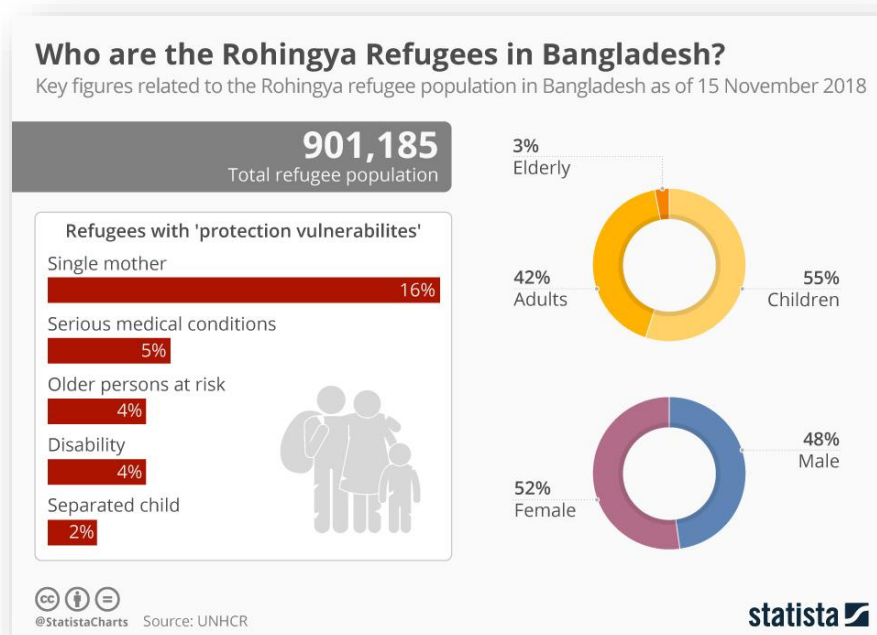 Who are the Rohingya Refugees in Bangladesh?
Key figures related to the Rohingya refugee population in Bangladesh as of 15 November 2018
901,185
Total refugee population
Refugees with 'protection vulnerabilites'
Single mother
16%
Serious medical conditions
5%
Older persons at risk
4%
Disability
4%
Separated child
2%
3%
Elderly
42%
Adults
55%
Children
48%
Male
52%
Female
cc
@StatistaCharts Source: UNHCR
statista